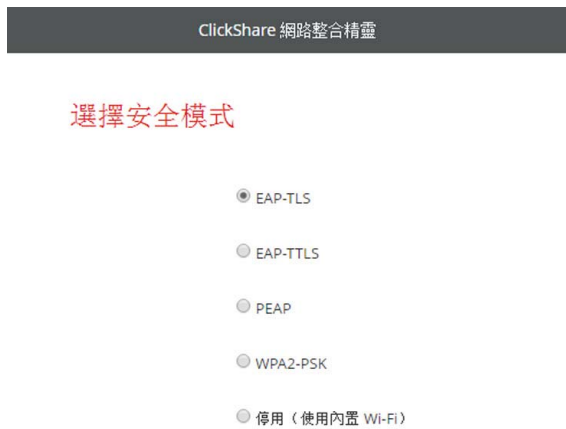 ClickShare 網路整合精靈
選擇安全模式
EAP-TLS
EAP-TTLS
PEAP
WPA2-PSK
停用（使用內置 Wi-Fi）